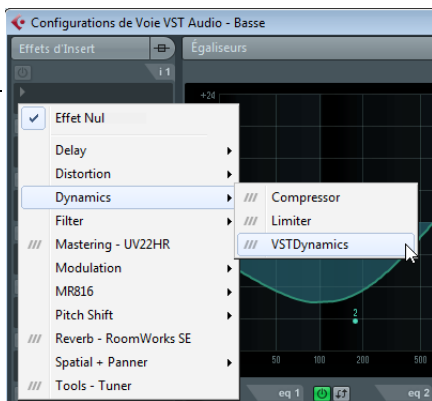 Configurations de Voie VST Audio - Basse
Effets d'Insert
Égaliseurs
i 1
+24
Effet Nul
Delay
Distortion
Dynamics
Compressor
Filter
Limiter
Mastering - UV22HR
VSTDynamics
Modulation
MR816
Pitch Shift
2
Reverb - RoomWorks SE
Spatial + Panner
50 100 200 500
Tools - Tuner
eq 1 eq 2